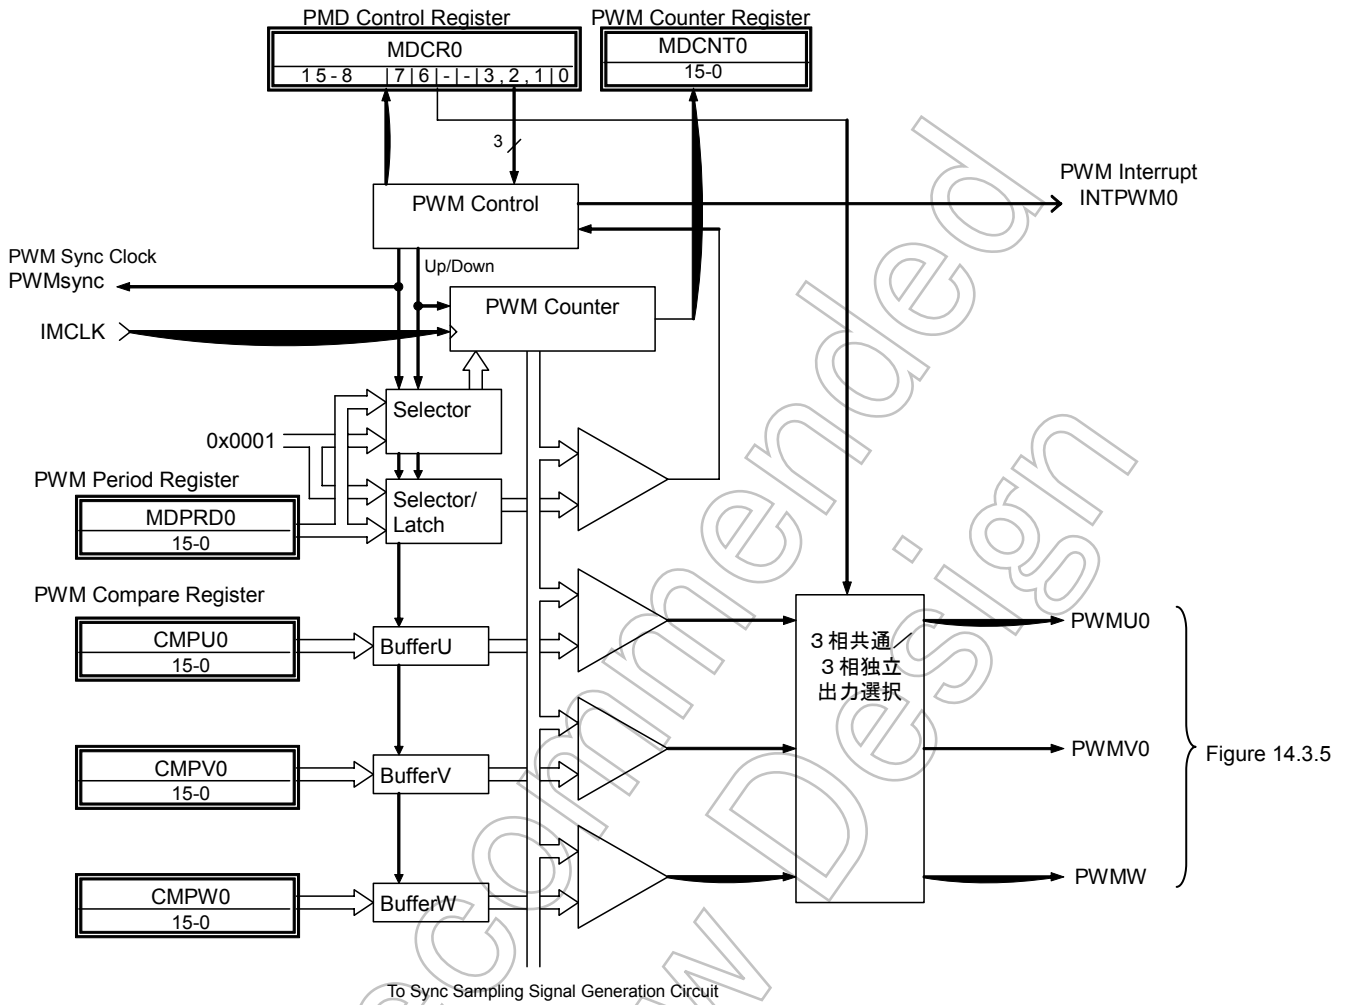 PMD Control Register
PWM Counter Register
MDCR0
15-8 |7|6|-|-|3,2,1|0
MDCNT0
15-0
3
PWM Interrupt
INTPWM0
PWM Control
PWM Sync Clock
PWMsync
Up/Down
PWM Counter
IMCLK
Selector
0x0001
PWM Period Register
MDPRD0
15-0
Selector/
Latch
PWM Compare Register
CMPU0
15-0
BufferU
3相共通/
3相独立
出力選択
PWMU0
CMPV0
15-0
BufferV
PWMV0
Figure 14.3.5
CMPW0
15-0
BufferW
PWMW
To Sync Sampling Signal Generation Circuit
ecommended
w Design